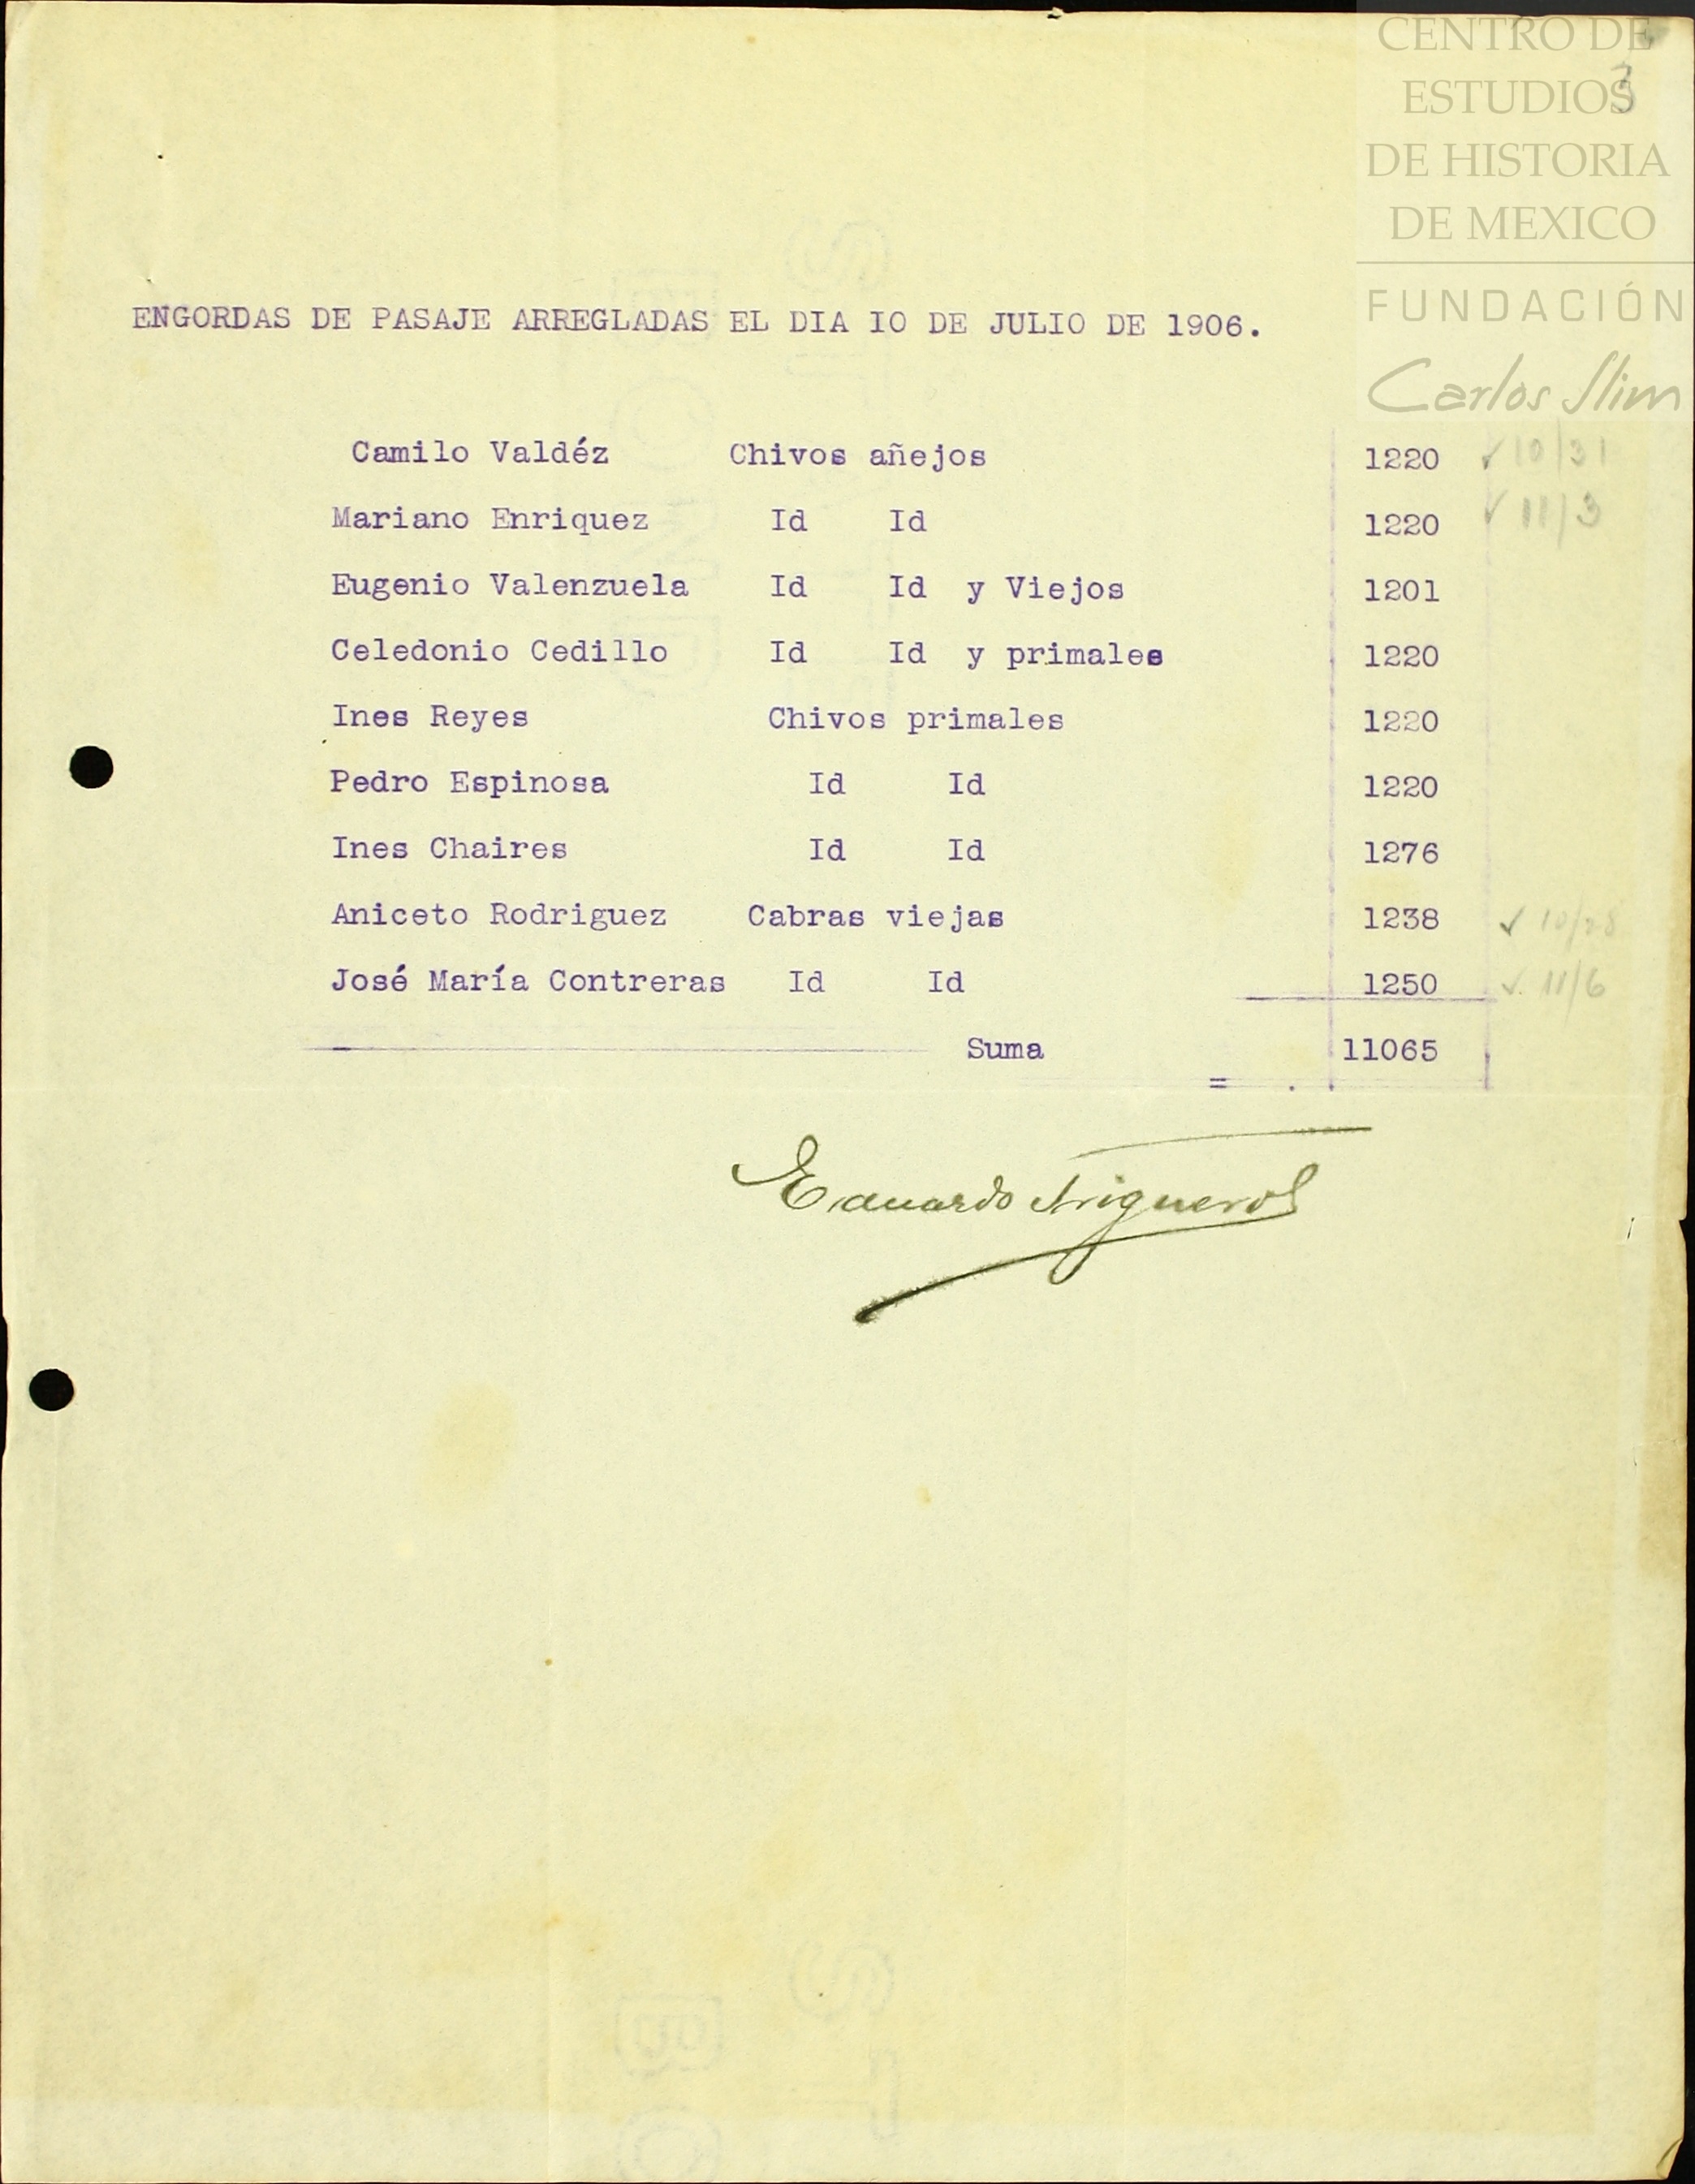 CENTRO DE
ESTUDIOS
3
DE HISTORIA
DE MEXICO
FUNDACIÓN
Carlos Slim
ENGORDAS DE PASAJE ARREGLADAS EL DIA IO DE JULIO DE 1906.
Camilo Valdéz Chivos añejos 1220 ✓ 10/31
Mariano Enriquez Id Id 1220 ✓ 11/3
Eugenio Valenzuela Id Id y Viejos 1201
Celedonio Cedillo Id Id y primales 1220
Ines Reyes Chivos primales 1220
Pedro Espinosa Id Id 1220
Ines Chaires Id Id 1276
Aniceto Rodriguez Cabras viejas 1238 ✓
José María Contreras Id Id 1250 ✓ 11/6
Suma 11065
=
Eduardo Trigueros